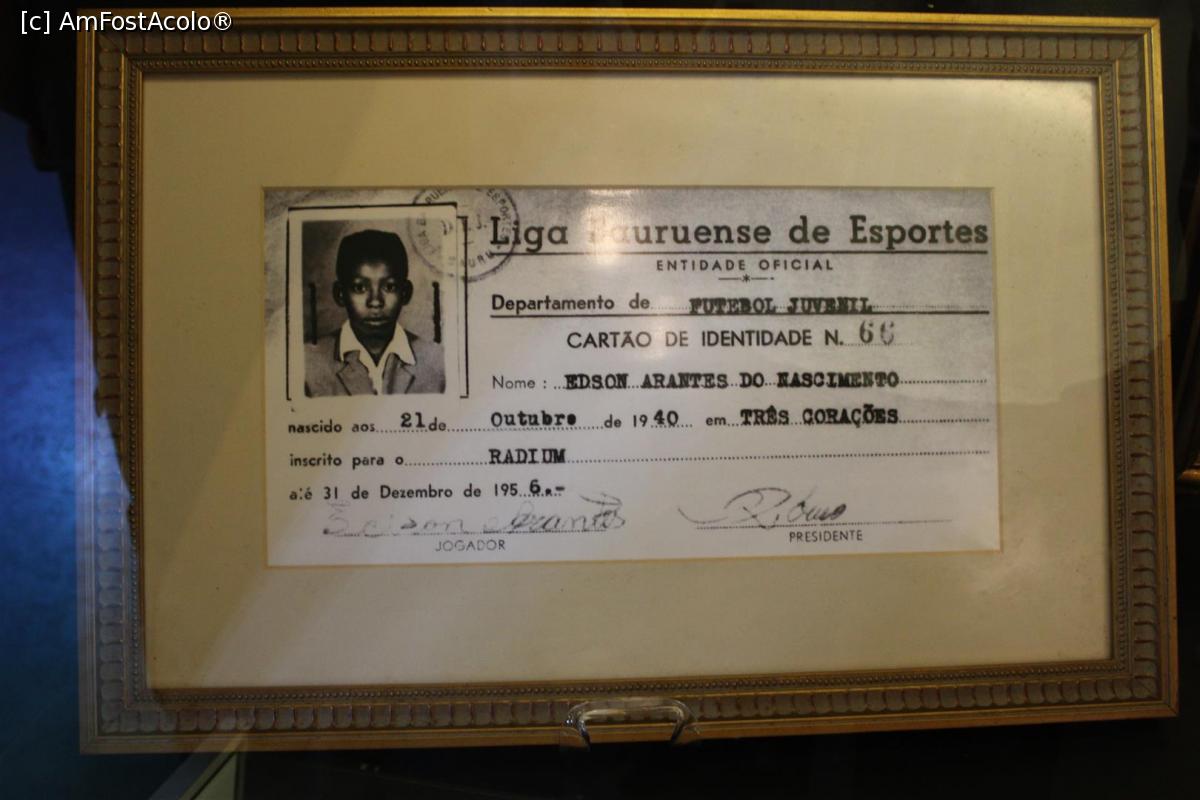 [c] AmFostAcolo®
Liga Bauruense de Esportes
ENTIDADE OFICIAL
Departamento de FUTEBOL JUVENIL
CARTÃO DE IDENTIDADE N. 66
Nome: EDSON ARANTES DO NASCIMENTO
nascido aos 21 de Outubro de 1940 em TRÊS CORAÇÕES
inscrito para o RADIUM
até 31 de Dezembro de 1956.-
Edson Arantes
JOGADOR
PRESIDENTE